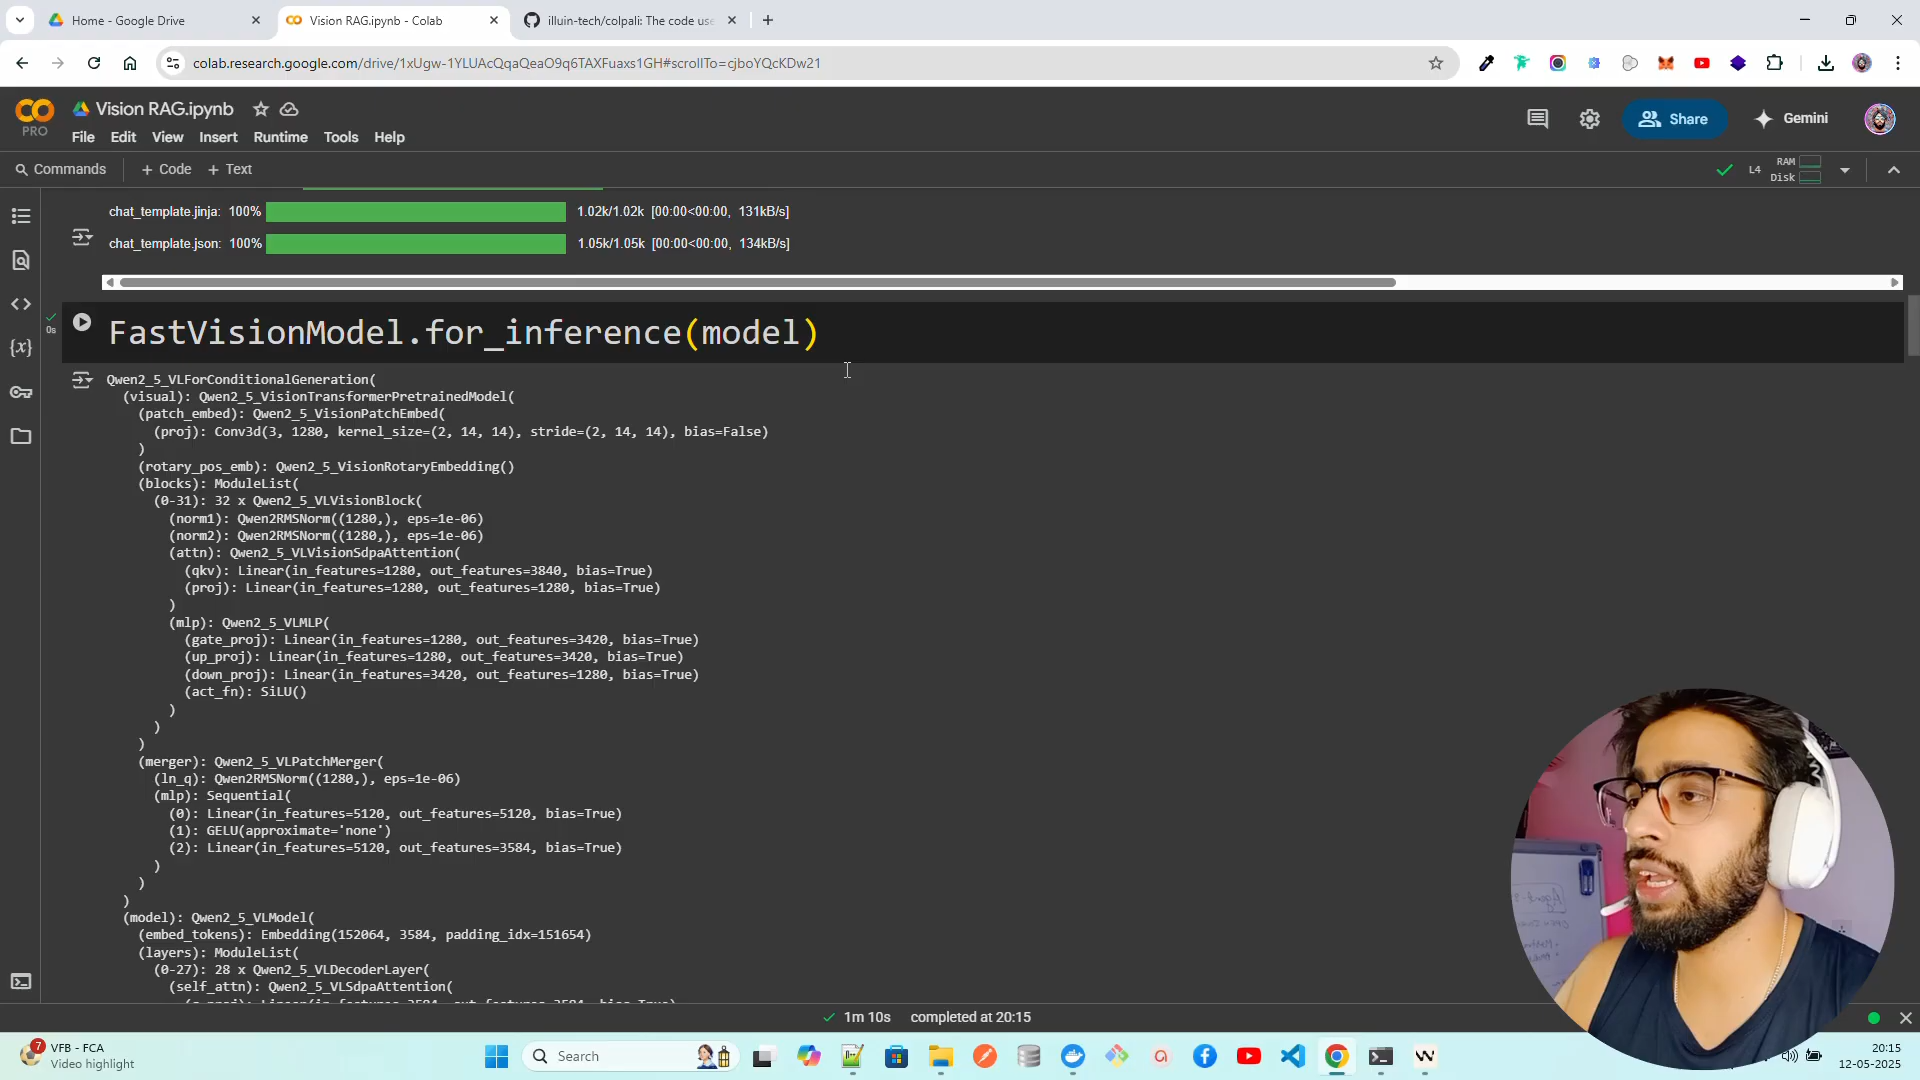 Home - Google Drive
Vision RAG.ipynb - Colab
illuin-tech/colpali: The code use
colab.research.google.com/drive/1xUgw-1YLUAcQqaQeaO9q6TAXFuaxs1GH#scrollTo=cjboYQcKDw21
PRO
Vision RAG.ipynb
File Edit View Insert Runtime Tools Help
Share
Gemini
Commands
+ Code
+ Text
L4
RAM
Disk
chat_template.jinja: 100%
1.02k/1.02k [00:00<00:00, 131kB/s]
chat_template.json: 100%
1.05k/1.05k [00:00<00:00, 134kB/s]
0s
FastVisionModel.for_inference(model)
Qwen2_5_VLForConditionalGeneration(
(visual): Qwen2_5_VisionTransformerPretrainedModel(
(patch_embed): Qwen2_5_VisionPatchEmbed(
(proj): Conv3d(3, 1280, kernel_size=(2, 14, 14), stride=(2, 14, 14), bias=False)
)
(rotary_pos_emb): Qwen2_5_VisionRotaryEmbedding()
(blocks): ModuleList(
(0-31): 32 x Qwen2_5_VLVisionBlock(
(norm1): Qwen2RMSNorm((1280,), eps=1e-06)
(norm2): Qwen2RMSNorm((1280,), eps=1e-06)
(attn): Qwen2_5_VLVisionSdpaAttention(
(qkv): Linear(in_features=1280, out_features=3840, bias=True)
(proj): Linear(in_features=1280, out_features=1280, bias=True)
)
(mlp): Qwen2_5_VLMLP(
(gate_proj): Linear(in_features=1280, out_features=3420, bias=True)
(up_proj): Linear(in_features=1280, out_features=3420, bias=True)
(down_proj): Linear(in_features=3420, out_features=1280, bias=True)
(act_fn): SiLU()
)
)
)
(merger): Qwen2_5_VLPatchMerger(
(ln_q): Qwen2RMSNorm((1280,), eps=1e-06)
(mlp): Sequential(
(0): Linear(in_features=5120, out_features=5120, bias=True)
(1): GELU(approximate='none')
(2): Linear(in_features=5120, out_features=3584, bias=True)
)
)
)
(model): Qwen2_5_VLModel(
(embed_tokens): Embedding(152064, 3584, padding_idx=151654)
(layers): ModuleList(
(0-27): 28 x Qwen2_5_VLDecoderLayer(
(self_attn): Qwen2_5_VLSdpaAttention(
1m 10s completed at 20:15
7
VFB - FCA
Video highlight
Search
20:15
12-05-2025